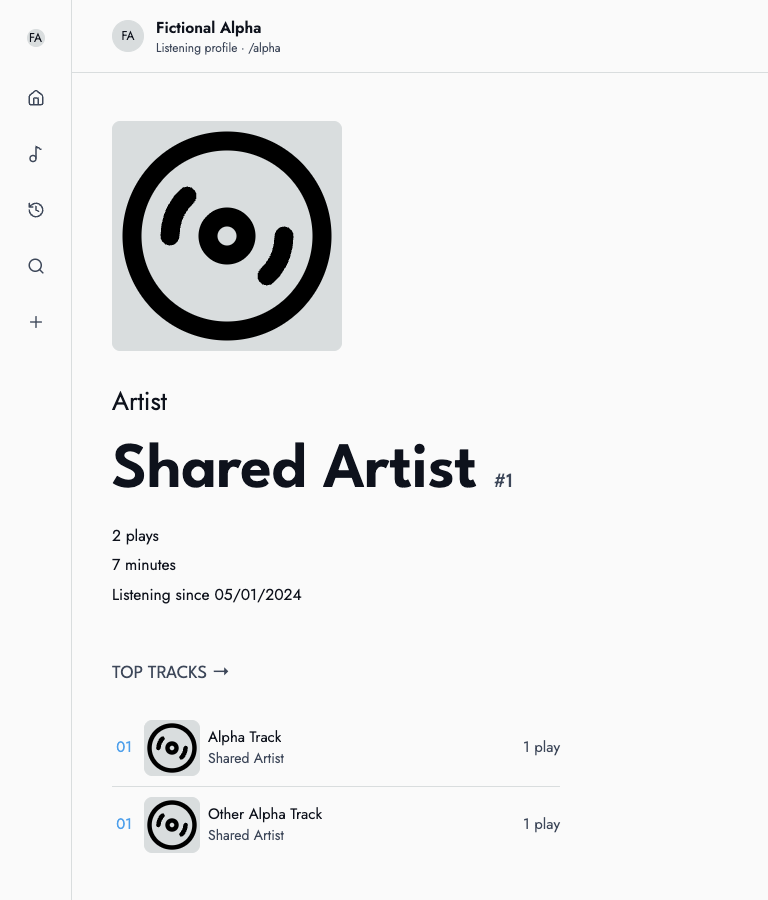 FA
FA
Fictional Alpha
Listening profile · /alpha
Artist
Shared Artist #1
2 plays
7 minutes
Listening since 05/01/2024
TOP TRACKS →
01 Alpha Track 1 play
Shared Artist
01 Other Alpha Track 1 play
Shared Artist